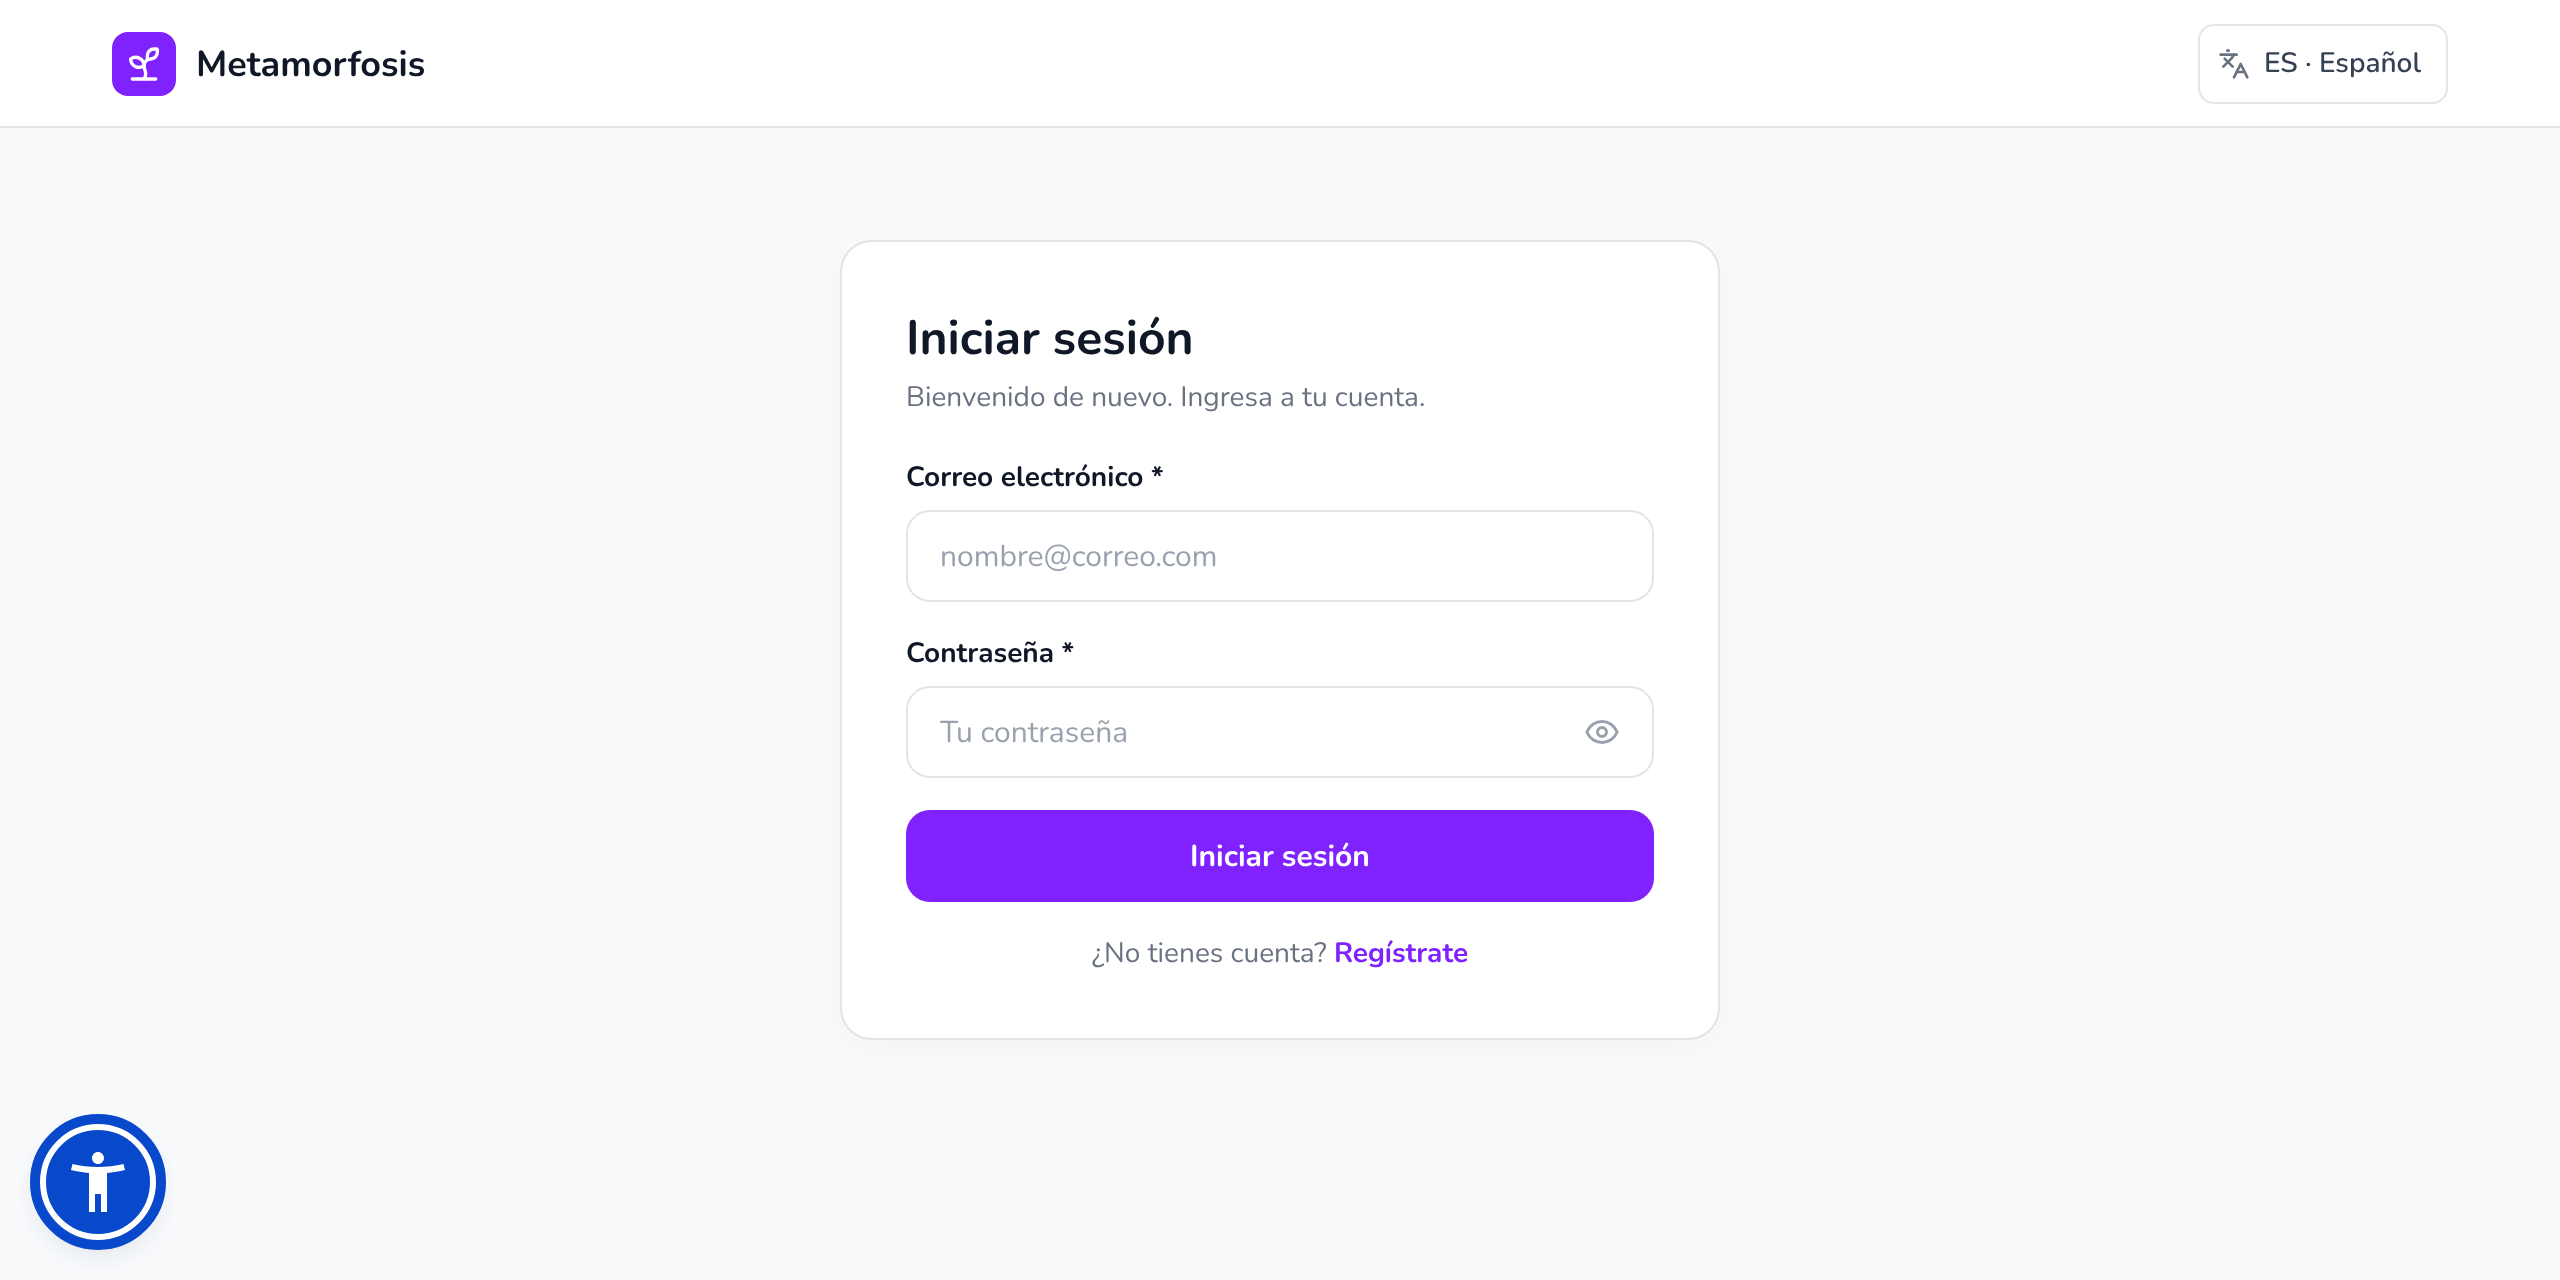 Metamorfosis
ES · Español
Iniciar sesión
Bienvenido de nuevo. Ingresa a tu cuenta.
Correo electrónico *
nombre@correo.com
Contraseña *
Tu contraseña
Iniciar sesión
¿No tienes cuenta? Regístrate